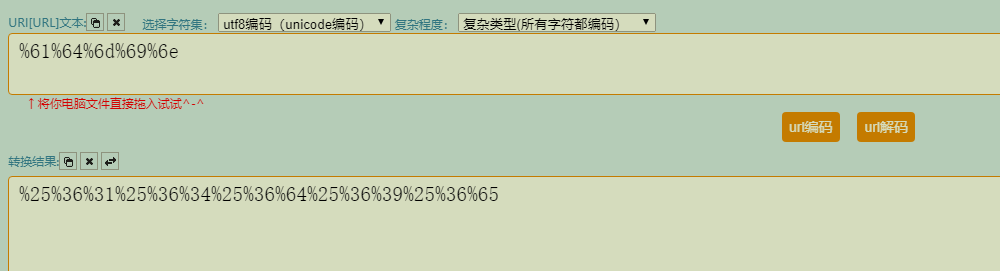 URI[URL]文本: 选择字符集： utf8编码（unicode编码） 复杂程度： 复杂类型(所有字符都编码)
%61%64%6d%69%6e
↑将你电脑文件直接拖入试试^-^
url编码 url解码
转换结果:
%25%36%31%25%36%34%25%36%64%25%36%39%25%36%65